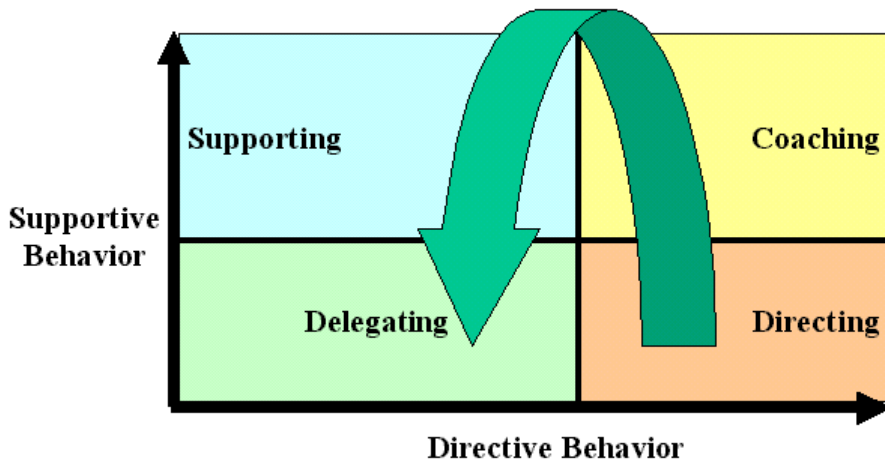 Supporting
Coaching
Supportive
Behavior
Delegating
Directing
Directive Behavior